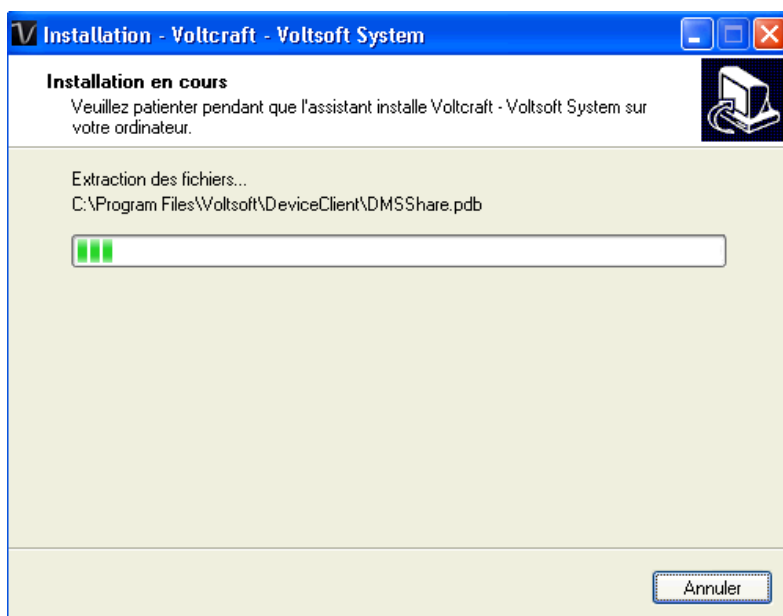 Installation - Voltcraft - Voltsoft System
Installation en cours
Veuillez patienter pendant que l'assistant installe Voltcraft - Voltsoft System sur
votre ordinateur.
Extraction des fichiers...
C:\Program Files\Voltsoft\DeviceClient\DMSShare.pdb
Annuler